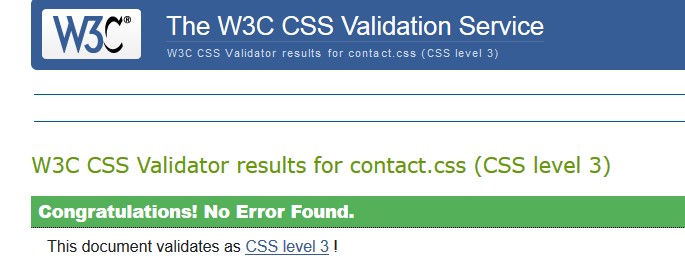 W3C®
The W3C CSS Validation Service
W3C CSS Validator results for contact.css (CSS level 3)
W3C CSS Validator results for contact.css (CSS level 3)
Congratulations! No Error Found.
This document validates as CSS level 3 !